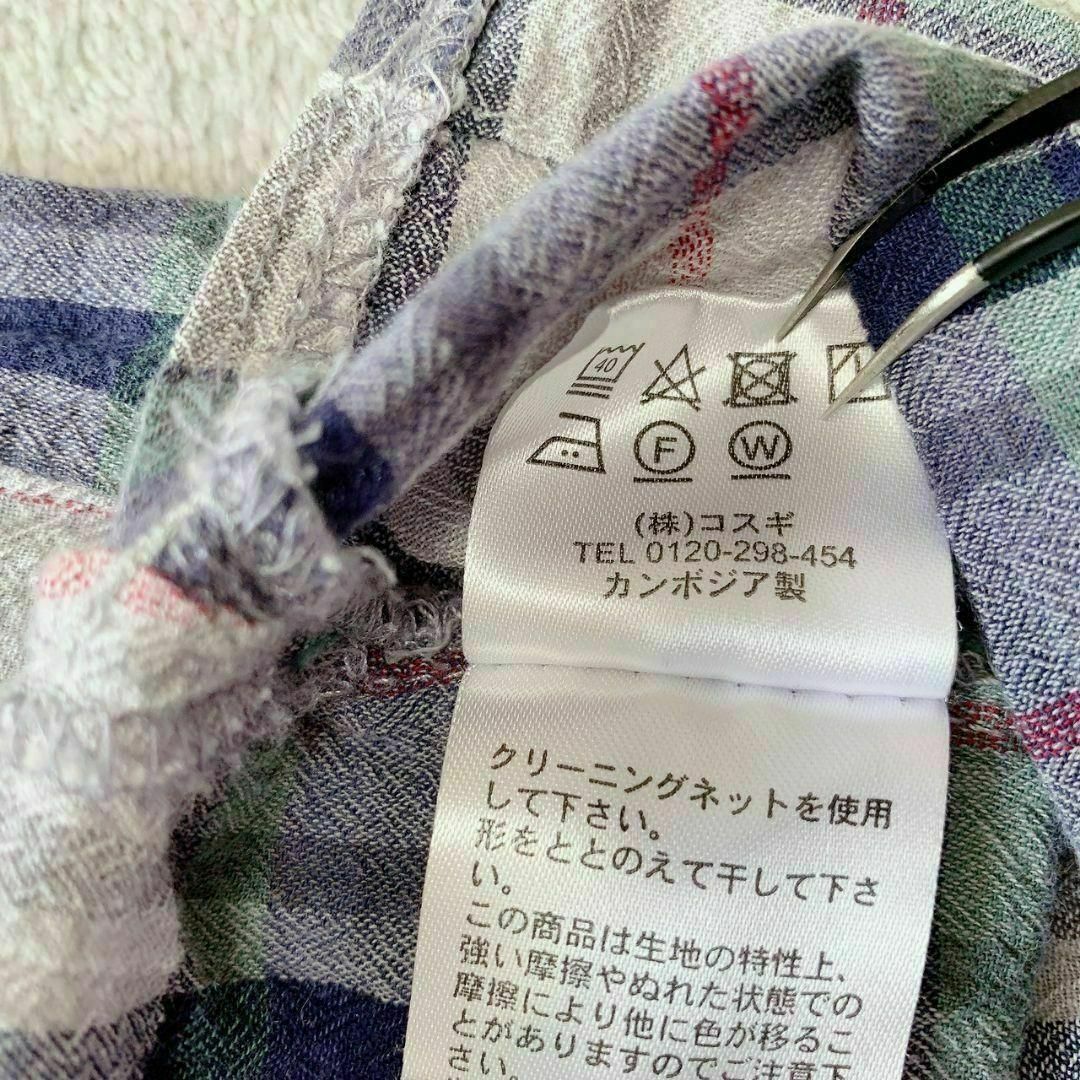 40
F W
(株)コスギ
TEL 0120-298-454
カンボジア製
クリーニングネットを使用
して下さい。
形をととのえて干して下さ
い。
この商品は生地の特性上、
強い摩擦やぬれた状態での
摩擦により他に色が移るこ
とがありますのでご注意下
さい。